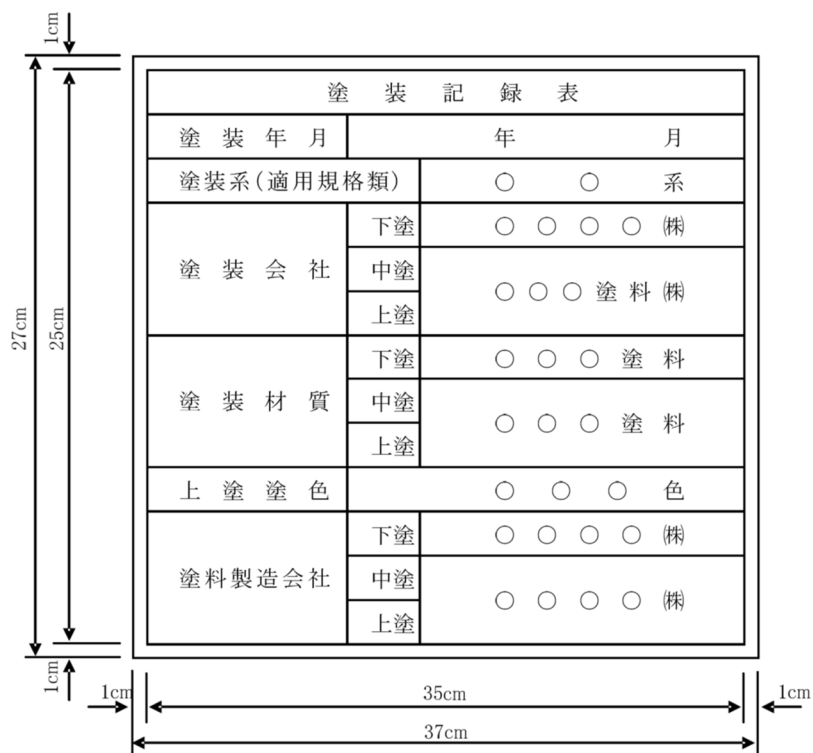 1cm
塗装記録表
塗装年月 年 月
塗装系(適用規格類) ○ ○ 系
下塗 ○ ○ ○ ○ ㈱
塗装会社 中塗
○ ○ ○ 塗料 ㈱
上塗
27cm
25cm
下塗 ○ ○ ○ 塗料
塗装材質 中塗
○ ○ ○ 塗料
上塗
上塗塗色 ○ ○ ○ 色
下塗 ○ ○ ○ ○ ㈱
塗料製造会社 中塗
○ ○ ○ ○ ㈱
上塗
1cm
1cm 35cm 1cm
37cm